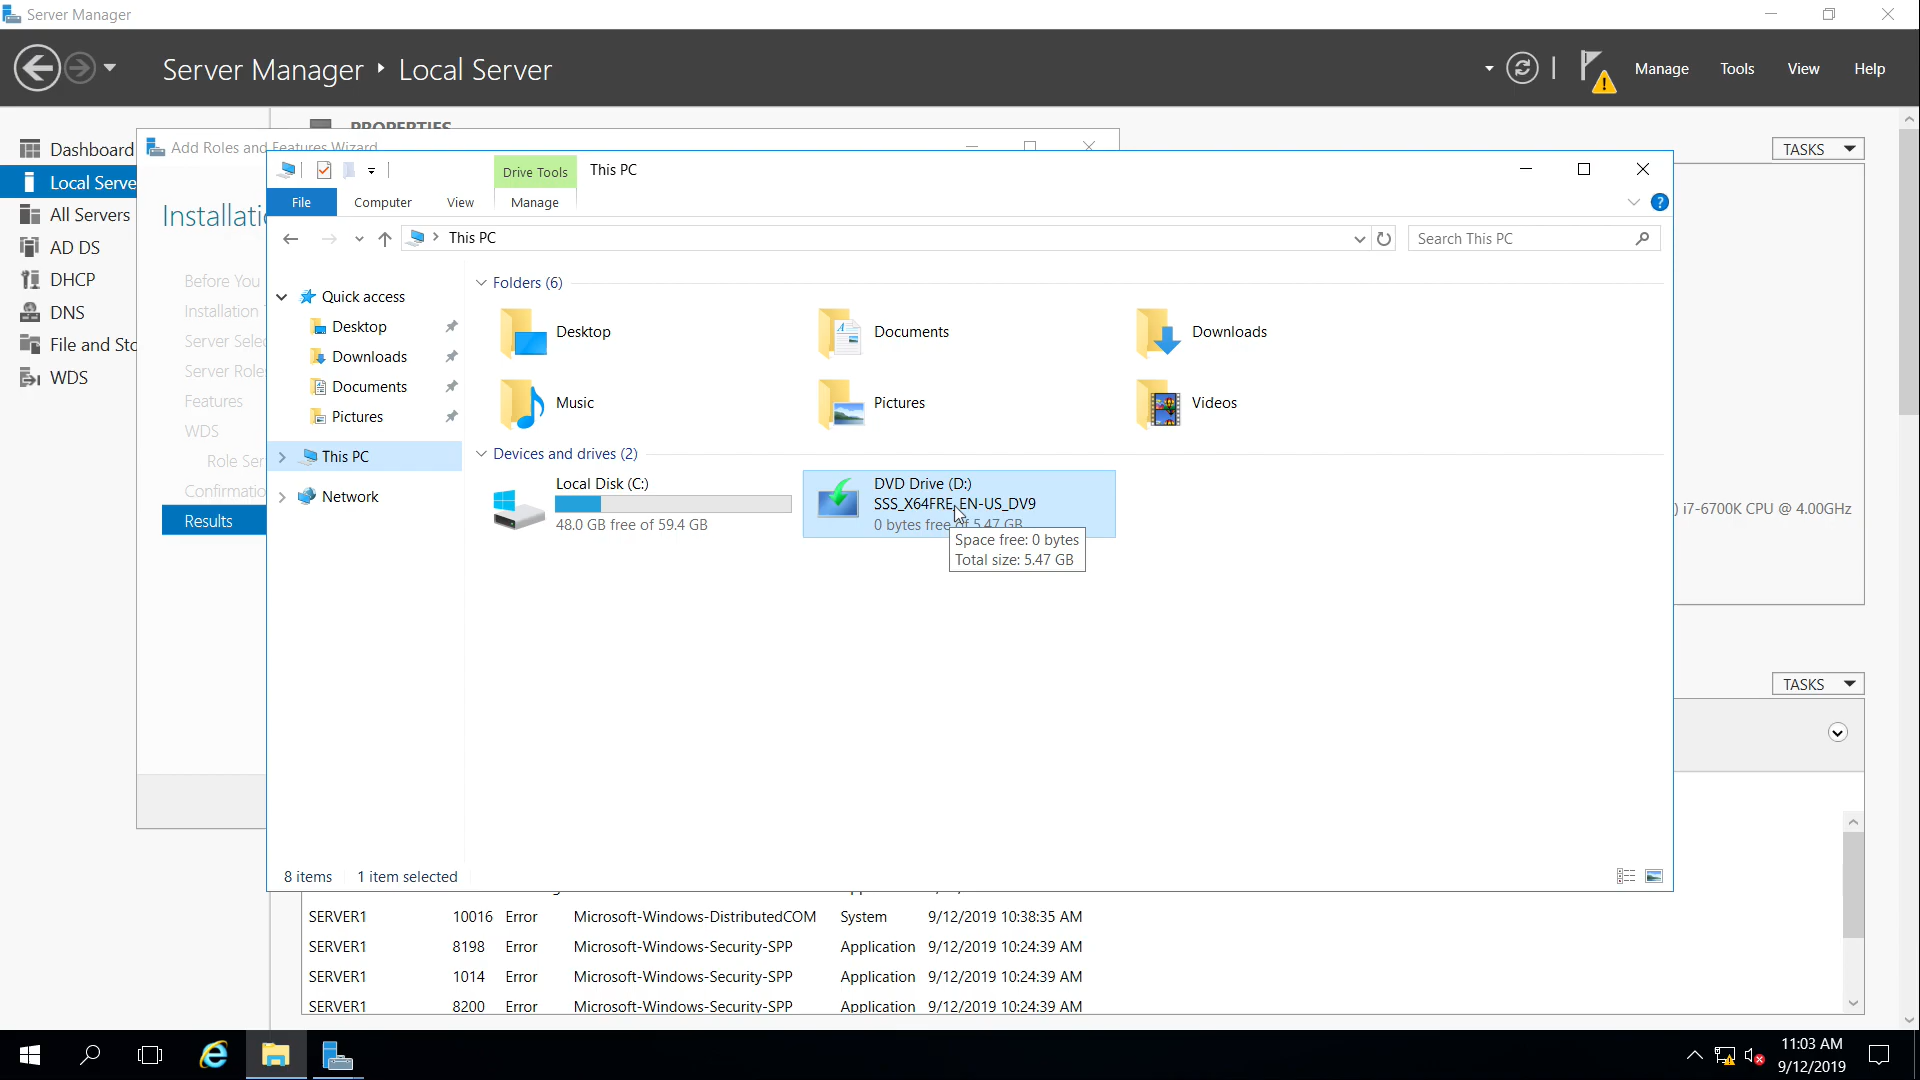 Server Manager
Server Manager ‣ Local Server
Manage
Tools
View
Help
Dashboard
Local Serve
All Servers
AD DS
DHCP
DNS
File and Sto
WDS
PROPERTIES
TASKS
Add Roles and Features Wizard
Installatio
Before You
Installation T
Server Selec
Server Roles
Features
WDS
Role Ser
Confirmatio
Results
Drive Tools
This PC
File
Computer
View
Manage
This PC
Search This PC
Quick access
Desktop
Downloads
Documents
Pictures
This PC
Network
Folders (6)
Desktop
Documents
Downloads
Music
Pictures
Videos
Devices and drives (2)
Local Disk (C:)
48.0 GB free of 59.4 GB
DVD Drive (D:)
SSS_X64FRE_EN-US_DV9
0 bytes free of 5.47 GB
Space free: 0 bytes
Total size: 5.47 GB
8 items
1 item selected
) i7-6700K CPU @ 4.00GHz
TASKS
SERVER1 10016 Error Microsoft-Windows-DistributedCOM System 9/12/2019 10:38:35 AM
SERVER1 8198 Error Microsoft-Windows-Security-SPP Application 9/12/2019 10:24:39 AM
SERVER1 1014 Error Microsoft-Windows-Security-SPP Application 9/12/2019 10:24:39 AM
SERVER1 8200 Error Microsoft-Windows-Security-SPP Application 9/12/2019 10:24:39 AM
11:03 AM
9/12/2019